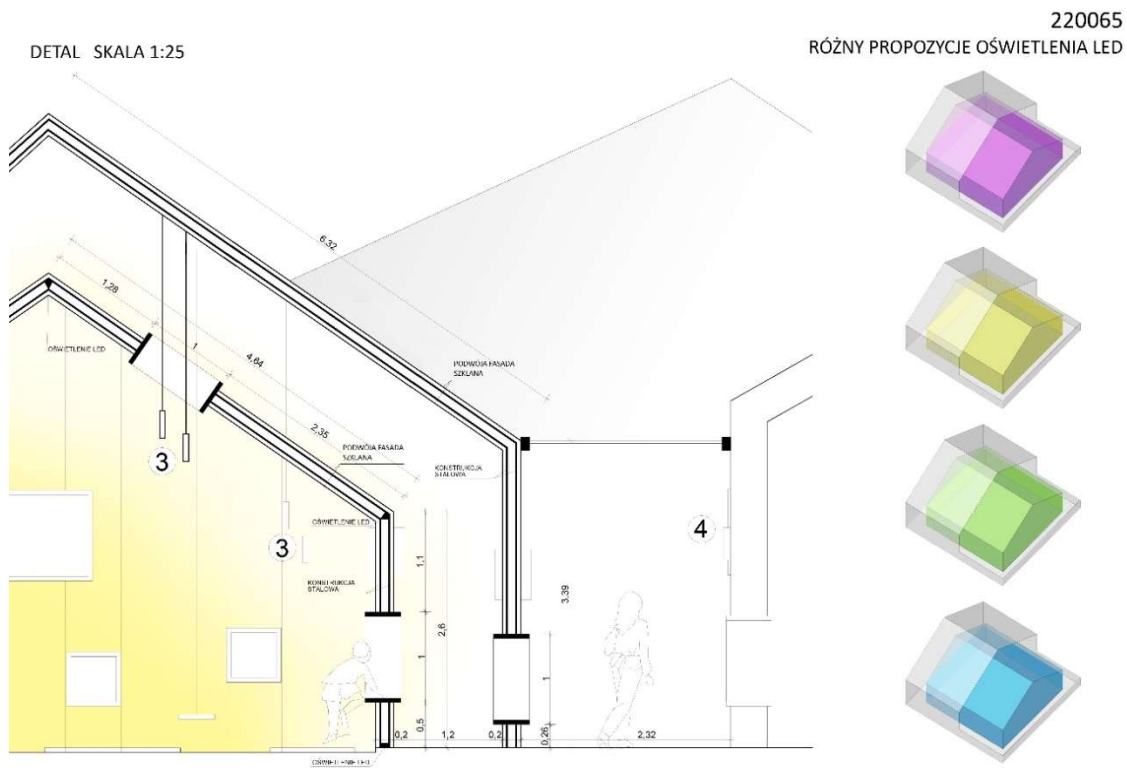 220065
DETAL SKALA 1:25
RÓŻNY PROPOZYCJE OŚWIETLENIA LED
6,32
1,28
OŚWIETLENIE LED
1
4,64
PODWÓJA FASADA
SZKLANA
2,35
PODWÓJA FASADA
SZKLANA
3
KONSTRUKCJA
STALOWA
OŚWIETLENIE LED
4
3
1,1
KONSTRUKCJA
STALOWA
3.39
2,6
1
1
0,5
0,26
0,2
1,2
0,2
2,32
OŚWIETLENIE LED